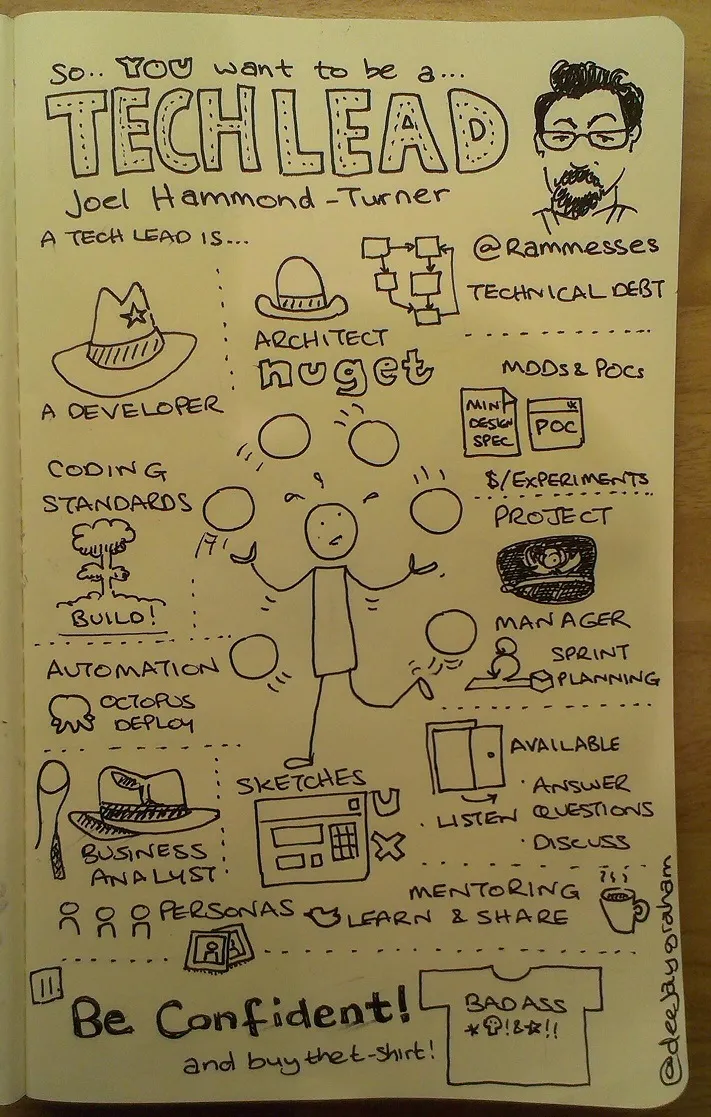 So.. YOU want to be a...
TECH LEAD
Joel Hammond-Turner
@Rammesses
A TECH LEAD IS...
A DEVELOPER
ARCHITECT
nuget
TECHNICAL DEBT
MDDs & POCs
MINI
DESIGN
SPEC
POC
$/EXPERIMENTS
CODING
STANDARDS
BUILD!
PROJECT
MANAGER
SPRINT
PLANNING
AUTOMATION
OCTOPUS
DEPLOY
BUSINESS
ANALYST
SKETCHES
U
X
AVAILABLE
LISTEN
· ANSWER
QUESTIONS
· DISCUSS
PERSONAS
MENTORING
LEARN & SHARE
Be Confident!
and buy the t-shirt!
BADASS
@deejaygraham